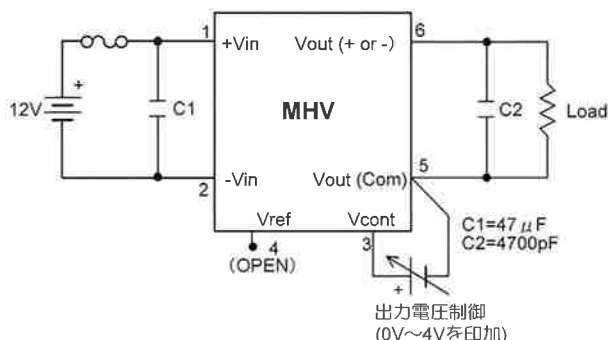 1
+Vin
Vout (+ or -)
6
+
12V
C1
MHV
C2
Load
2
-Vin
Vout (Com)
5
Vref
Vcont
4
(OPEN)
3
+
C1=47μF
C2=4700pF
出力電圧制御
(0V～4Vを印加)